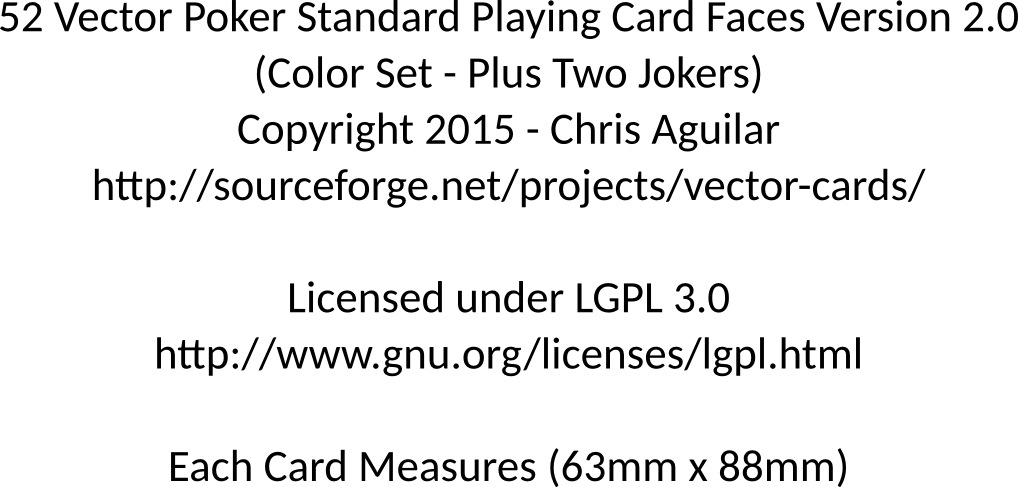 52 Vector Poker Standard Playing Card Faces Version 2.0
(Color Set - Plus Two Jokers)
Copyright 2015 - Chris Aguilar
http://sourceforge.net/projects/vector-cards/
Licensed under LGPL 3.0
http://www.gnu.org/licenses/lgpl.html
Each Card Measures (63mm x 88mm)